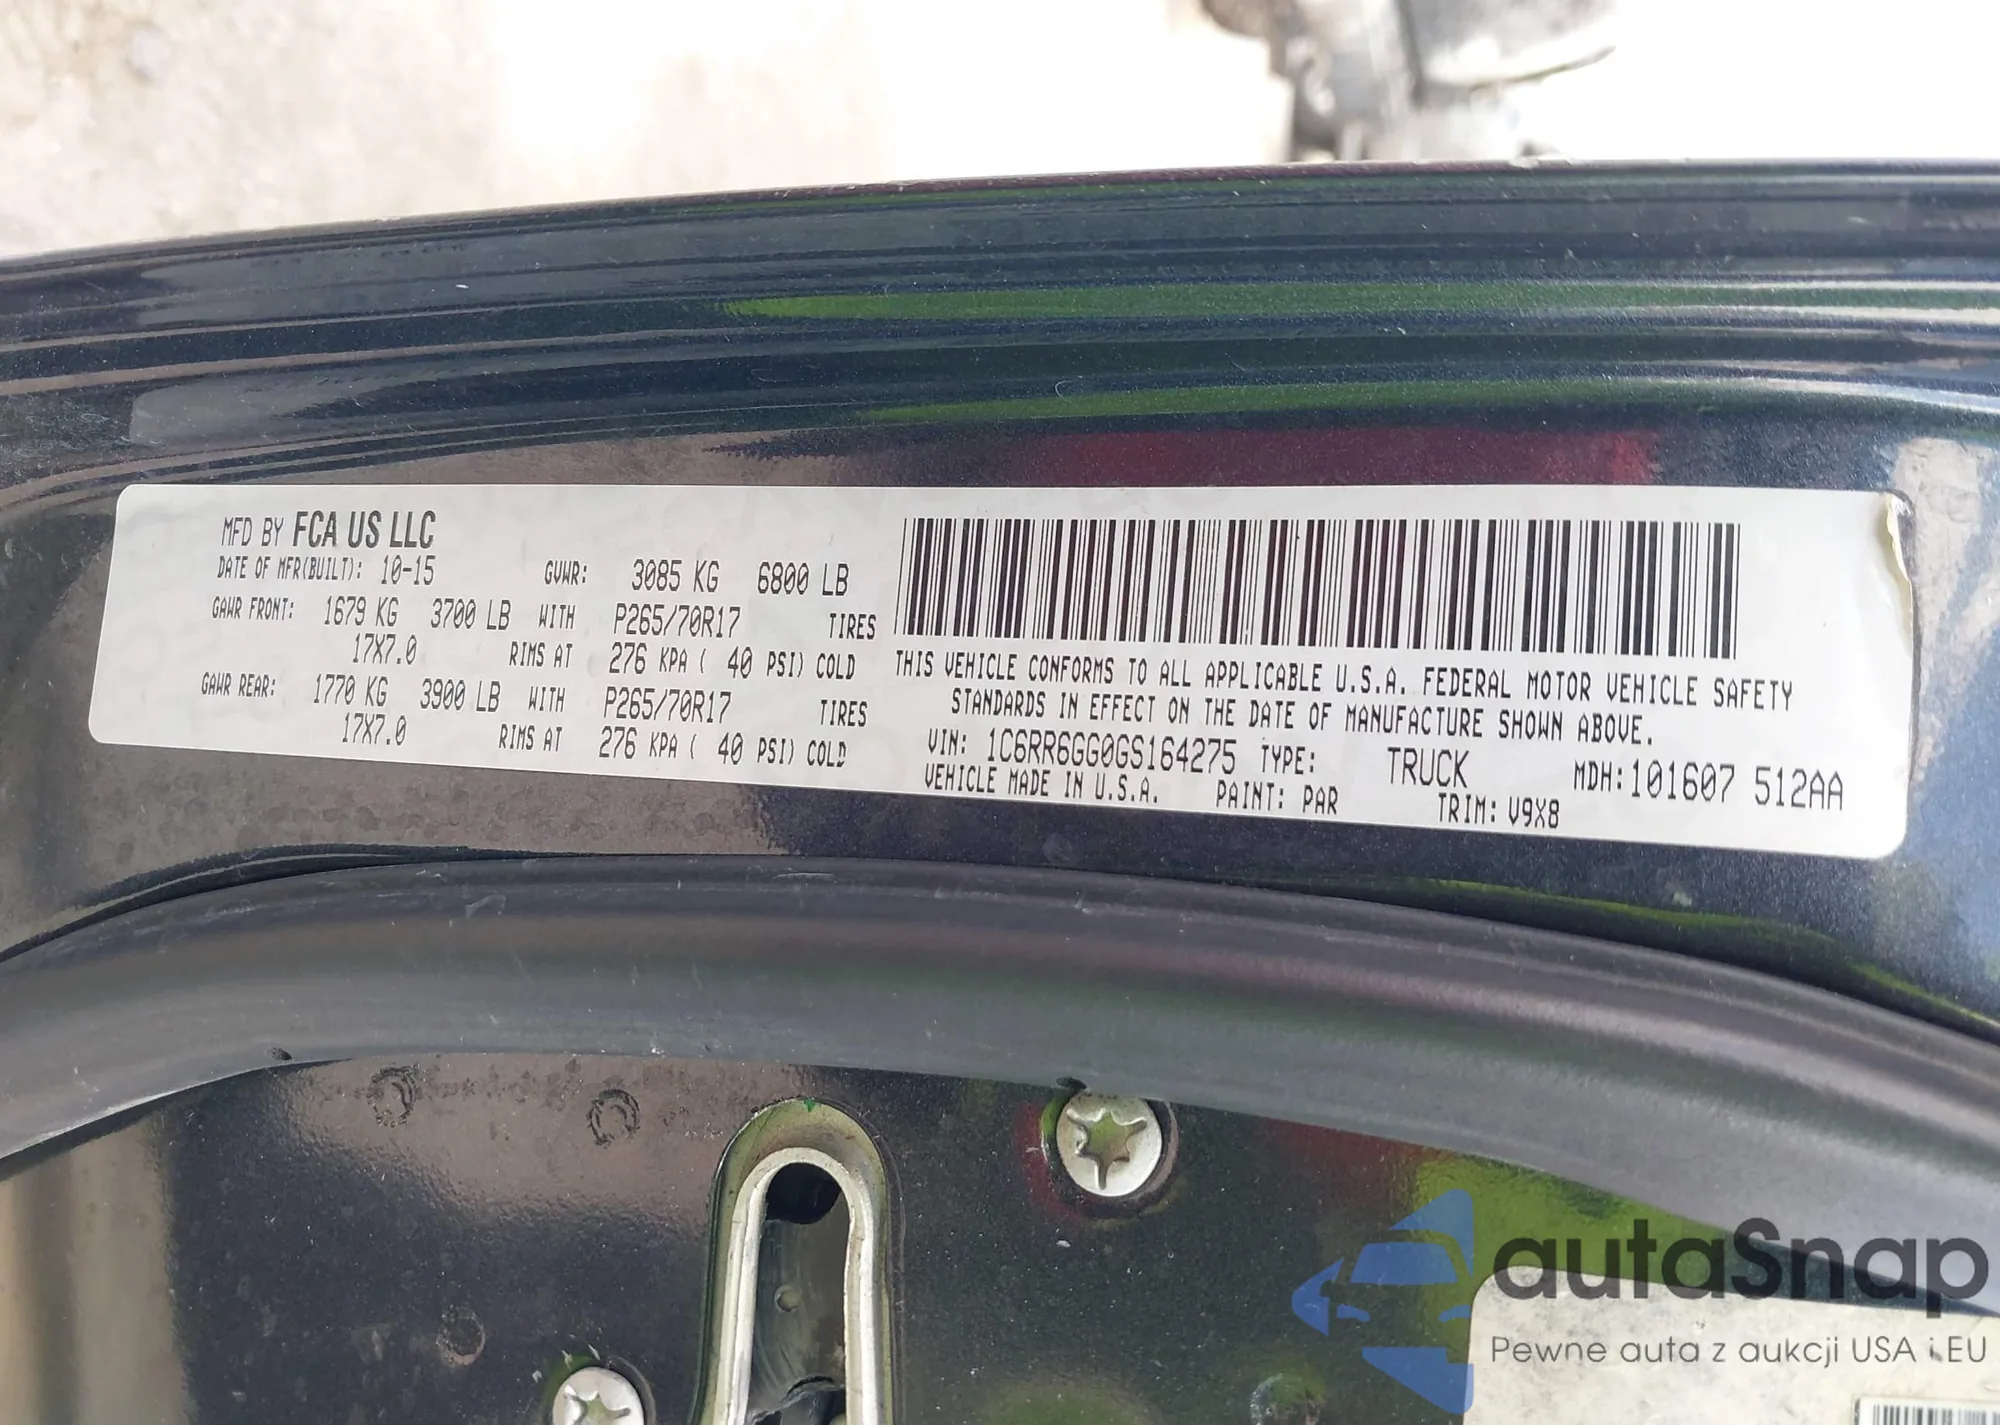 MFD BY FCA US LLC
DATE OF MFR(BUILT): 10-15 GVWR: 3085 KG 6800 LB
GAWR FRONT: 1679 KG 3700 LB WITH P265/70R17 TIRES
17X7.0 RIMS AT 276 KPA ( 40 PSI) COLD
GAWR REAR: 1770 KG 3900 LB WITH P265/70R17 TIRES
17X7.0 RIMS AT 276 KPA ( 40 PSI) COLD
THIS VEHICLE CONFORMS TO ALL APPLICABLE U.S.A. FEDERAL MOTOR VEHICLE SAFETY
STANDARDS IN EFFECT ON THE DATE OF MANUFACTURE SHOWN ABOVE.
VIN: 1C6RR6GG0GS164275 TYPE: TRUCK MDH:101607 512AA
VEHICLE MADE IN U.S.A. PAINT: PAR TRIM: V9X8
autaSnap
Pewne auta z aukcji USA i EU